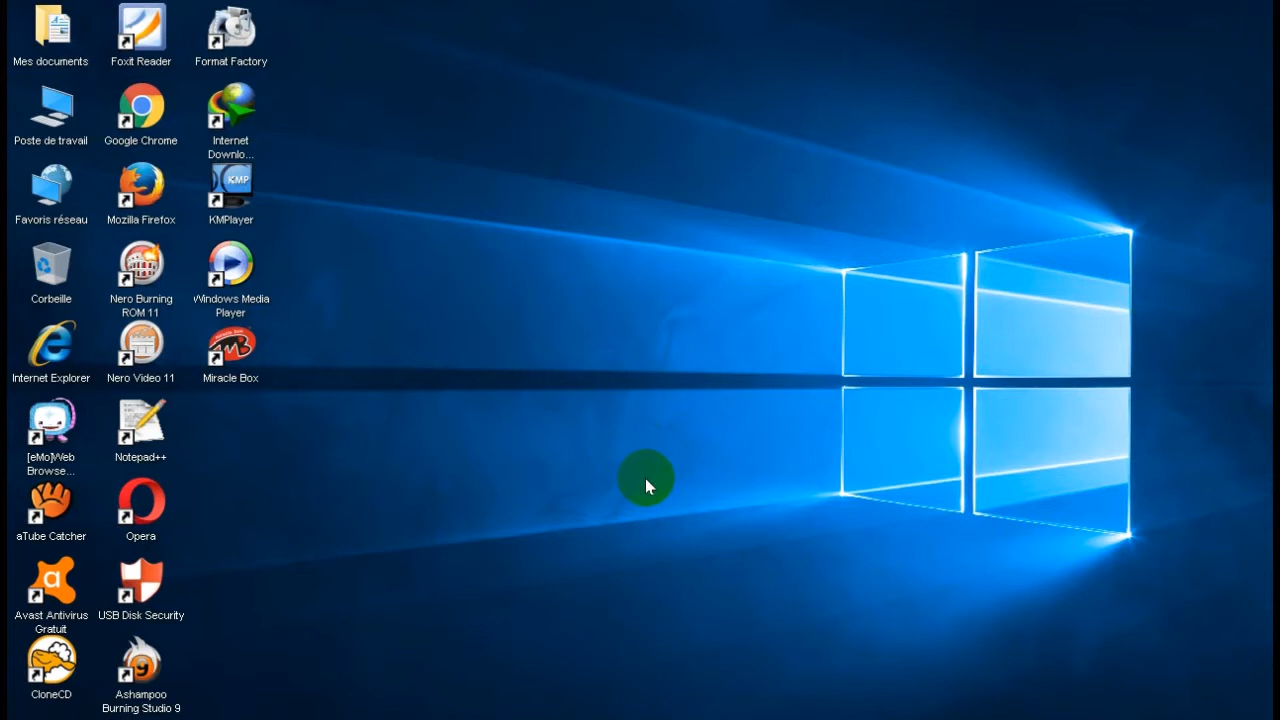 Mes documents
Foxit Reader
Format Factory
Poste de travail
Google Chrome
Internet
Downlo...
Favoris réseau
Mozilla Firefox
KMP
KMPlayer
Corbeille
Nero Burning
ROM 11
Windows Media
Player
Internet Explorer
Nero Video 11
Miracle Box
[eMo]Web
Browse...
Notepad++
aTube Catcher
Opera
Avast Antivirus
Gratuit
USB Disk Security
CloneCD
9
Ashampoo
Burning Studio 9